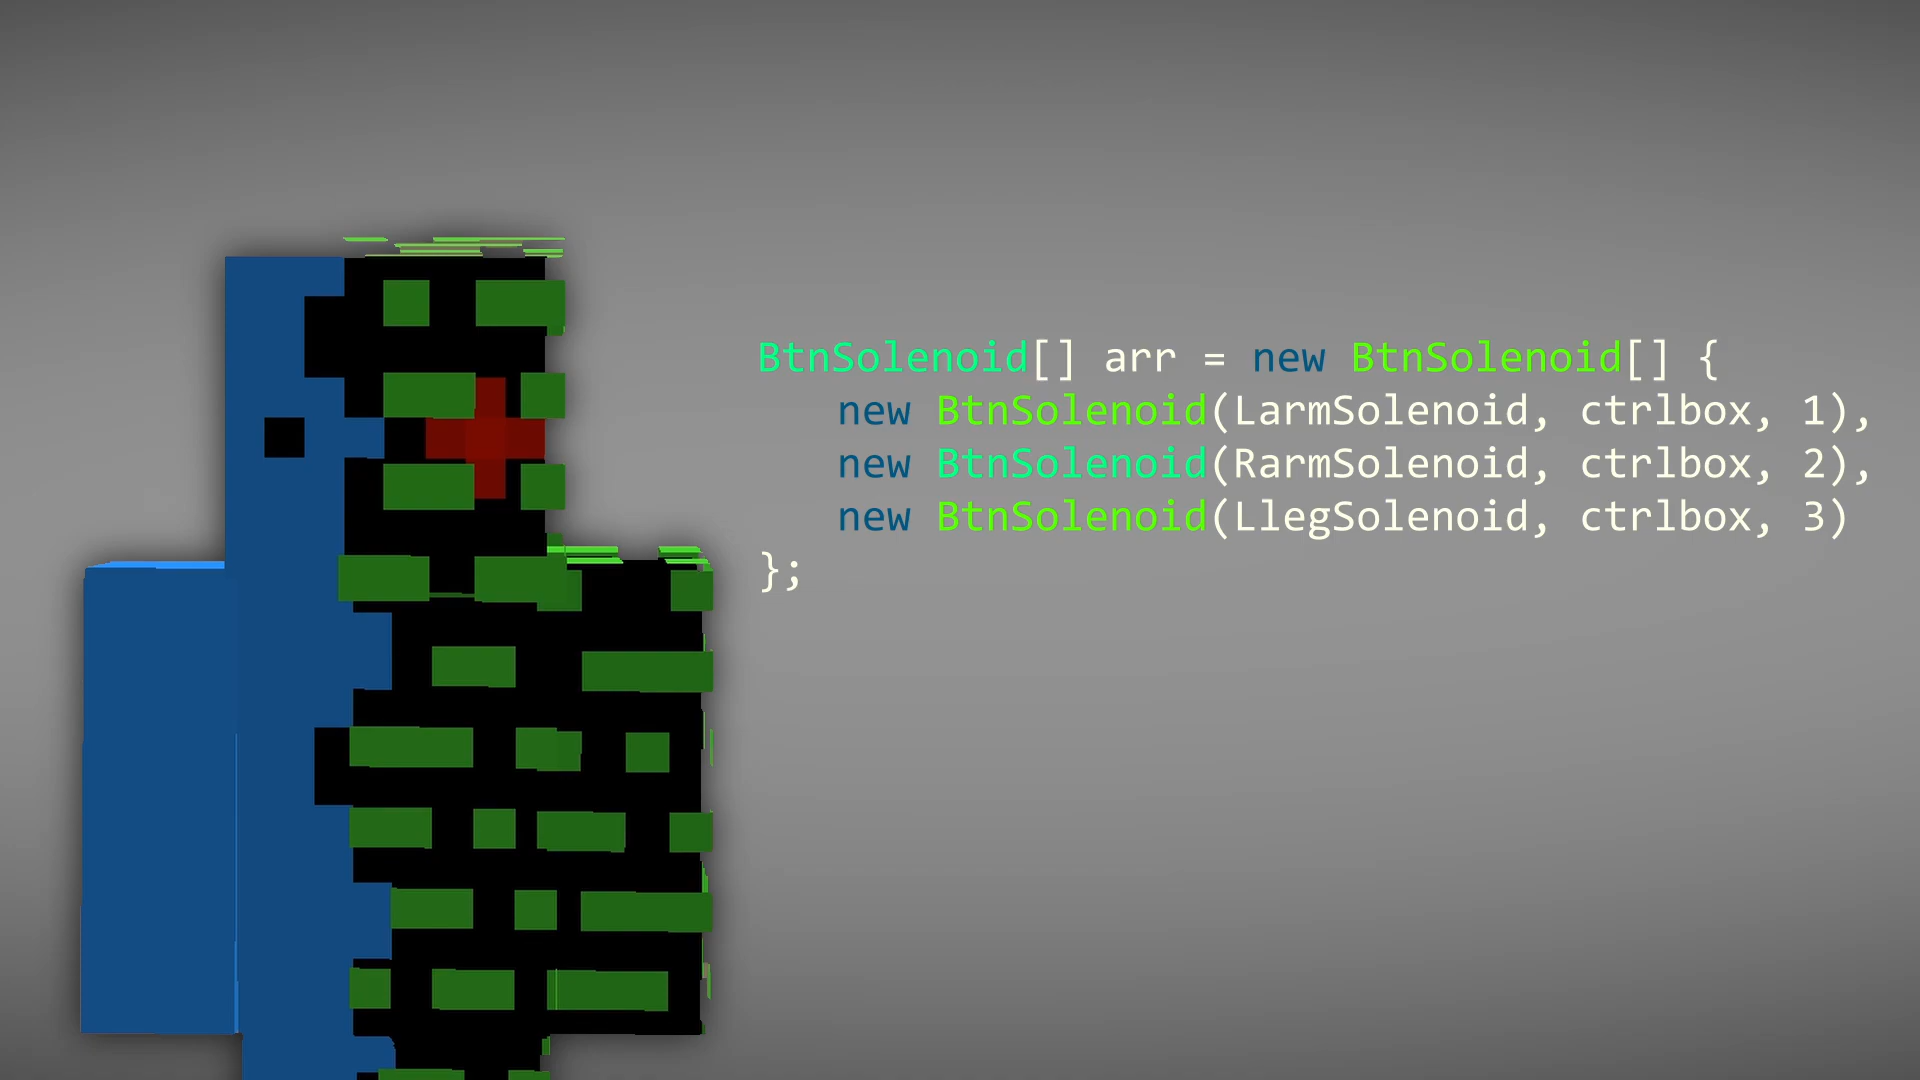 BtnSolenoid[] arr = new BtnSolenoid[] {
new BtnSolenoid(LarmSolenoid, ctrlbox, 1),
new BtnSolenoid(RarmSolenoid, ctrlbox, 2),
new BtnSolenoid(LlegSolenoid, ctrlbox, 3)
};